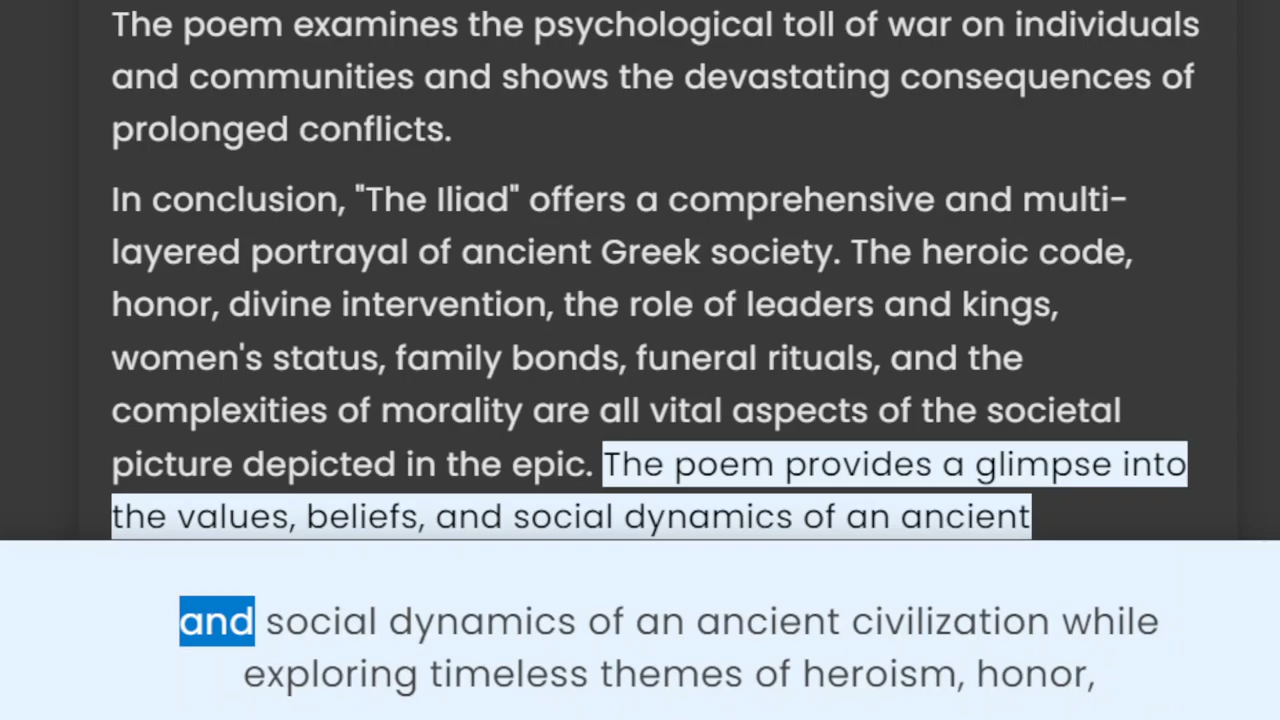 The poem examines the psychological toll of war on individuals
and communities and shows the devastating consequences of
prolonged conflicts.
In conclusion, "The Iliad" offers a comprehensive and multi-
layered portrayal of ancient Greek society. The heroic code,
honor, divine intervention, the role of leaders and kings,
women's status, family bonds, funeral rituals, and the
complexities of morality are all vital aspects of the societal
picture depicted in the epic. The poem provides a glimpse into
the values, beliefs, and social dynamics of an ancient
and social dynamics of an ancient civilization while
exploring timeless themes of heroism, honor,